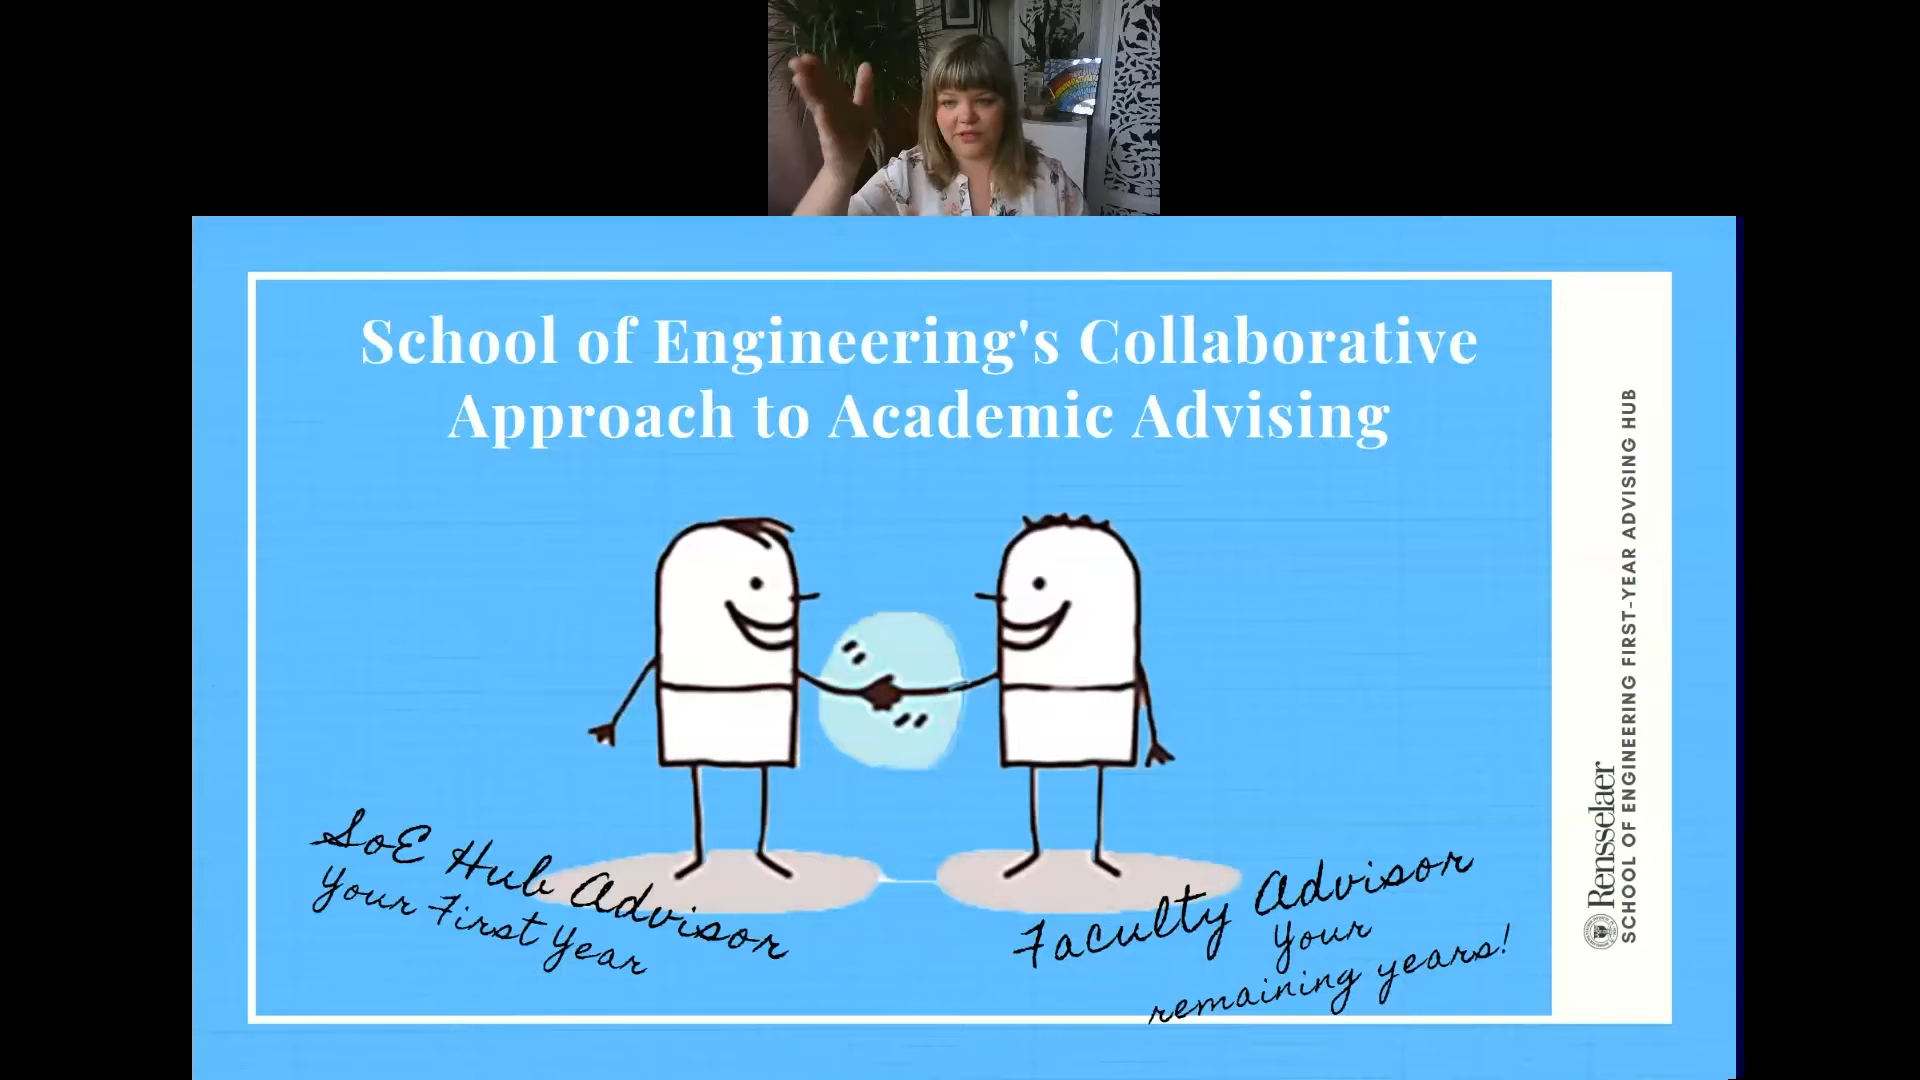 School of Engineering's Collaborative
Approach to Academic Advising
SoE Hub Advisor
Your First Year
Faculty Advisor
Your
remaining years!
Rensselaer
SCHOOL OF ENGINEERING FIRST-YEAR ADVISING HUB